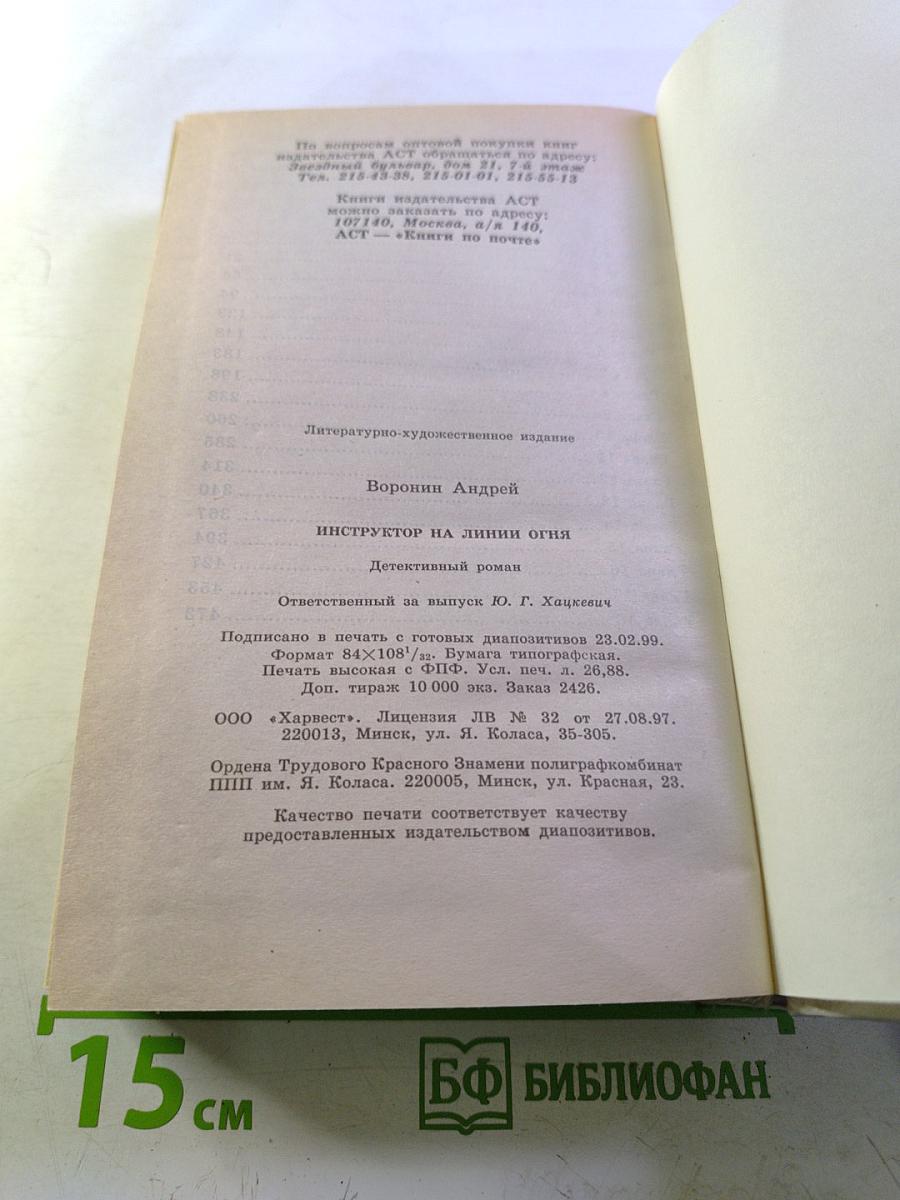 По вопросам оптовой покупки книг
издательства АСТ обращаться по адресу:
Звездный бульвар, дом 21, 7-й этаж
Тел. 215-43-38, 215-01-01, 215-55-13
Книги издательства АСТ
можно заказать по адресу:
107140, Москва, а/я 140,
АСТ — «Книги по почте»
Литературно-художественное издание
Воронин Андрей
ИНСТРУКТОР НА ЛИНИИ ОГНЯ
Детективный роман
Ответственный за выпуск Ю. Г. Хацкевич
Подписано в печать с готовых диапозитивов 23.02.99.
Формат 84×108¹/₃₂. Бумага типографская.
Печать высокая с ФПФ. Усл. печ. л. 26,88.
Доп. тираж 10 000 экз. Заказ 2426.
ООО «Харвест». Лицензия ЛВ № 32 от 27.08.97.
220013, Минск, ул. Я. Коласа, 35-305.
Ордена Трудового Красного Знамени полиграфкомбинат
ППП им. Я. Коласа. 220005, Минск, ул. Красная, 23.
Качество печати соответствует качеству
предоставленных издательством диапозитивов.
15 см
БФ БИБЛИОФАН